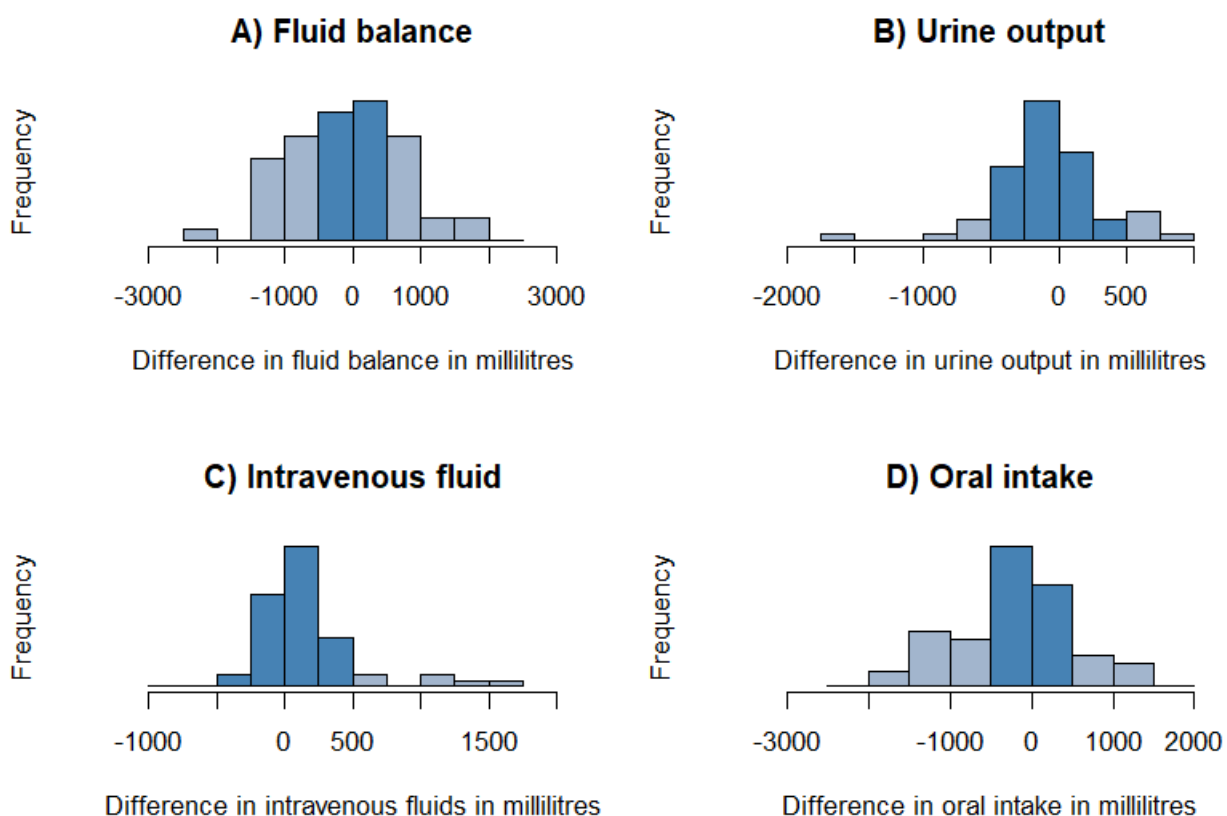 A) Fluid balance
Frequency
-3000 -1000 0 1000 3000
Difference in fluid balance in millilitres
B) Urine output
Frequency
-2000 -1000 0 500
Difference in urine output in millilitres
C) Intravenous fluid
Frequency
-1000 0 500 1500
Difference in intravenous fluids in millilitres
D) Oral intake
Frequency
-3000 -1000 0 1000 2000
Difference in oral intake in millilitres